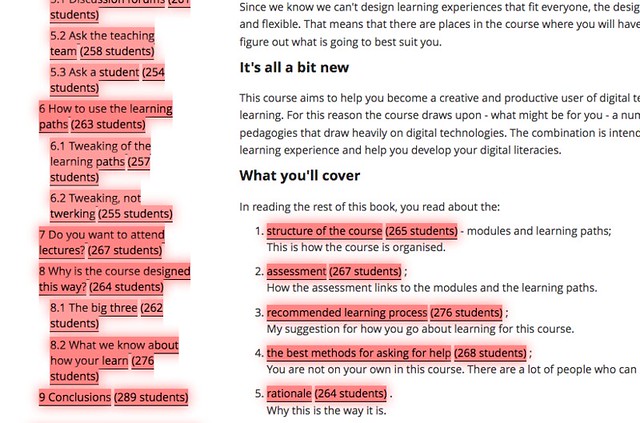 5.1 Discussion forums (261
students)
5.2 Ask the teaching
team (258 students)
5.3 Ask a student (254
students)
6 How to use the learning
paths (263 students)
6.1 Tweaking of the
learning paths (257
students)
6.2 Tweaking, not
twerking (255 students)
7 Do you want to attend
lectures? (267 students)
8 Why is the course designed
this way? (264 students)
8.1 The big three (262
students)
8.2 What we know about
how your learn (276
students)
9 Conclusions (289 students)
Since we know we can't design learning experiences that fit everyone, the desig
and flexible. That means that there are places in the course where you will have
figure out what is going to best suit you.
It's all a bit new
This course aims to help you become a creative and productive user of digital te
learning. For this reason the course draws upon - what might be for you - a num
pedagogies that draw heavily on digital technologies. The combination is intend
learning experience and help you develop your digital literacies.
What you'll cover
In reading the rest of this book, you read about the:
1. structure of the course (265 students) - modules and learning paths;
This is how the course is organised.
2. assessment (267 students) ;
How the assessment links to the modules and the learning paths.
3. recommended learning process (276 students) ;
My suggestion for how you go about learning for this course.
4. the best methods for asking for help (268 students) ;
You are not on your own in this course. There are a lot of people who can
5. rationale (264 students) .
Why this is the way it is.